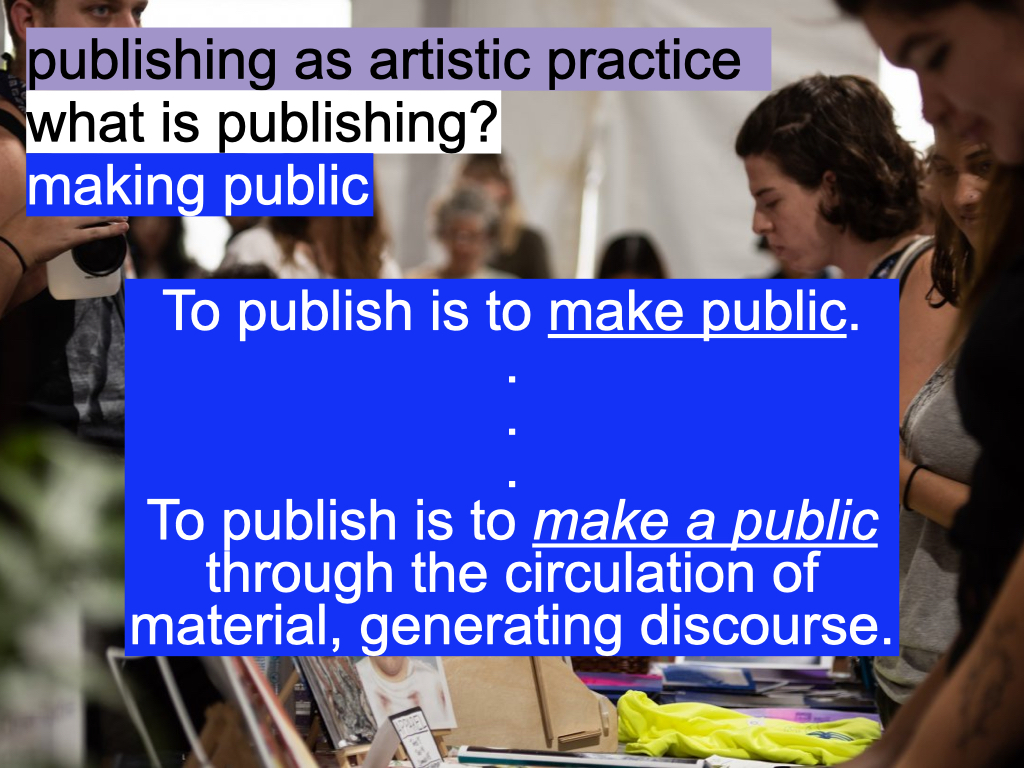 publishing as artistic practice
what is publishing?
making public
To publish is to make public.
.
.
.
To publish is to make a public
through the circulation of
material, generating discourse.